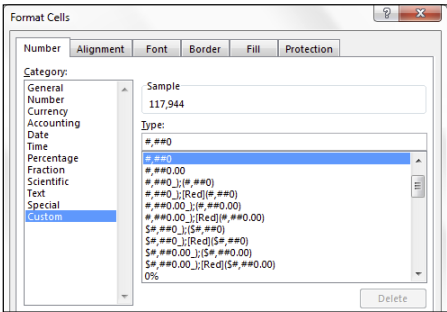 Format Cells
?
Number
Alignment
Font
Border
Fill
Protection
Category:
General
Number
Currency
Accounting
Date
Time
Percentage
Fraction
Scientific
Text
Special
Custom
Sample
117,944
Type:
#,##0
#,##0
#,##0.00
#,##0_);(#,##0)
#,##0_);[Red](#,##0)
#,##0.00_);(#,##0.00)
#,##0.00_);[Red](#,##0.00)
$#,##0_);($#,##0)
$#,##0_);[Red]($#,##0)
$#,##0.00_);($#,##0.00)
$#,##0.00_);[Red]($#,##0.00)
0%
Delete